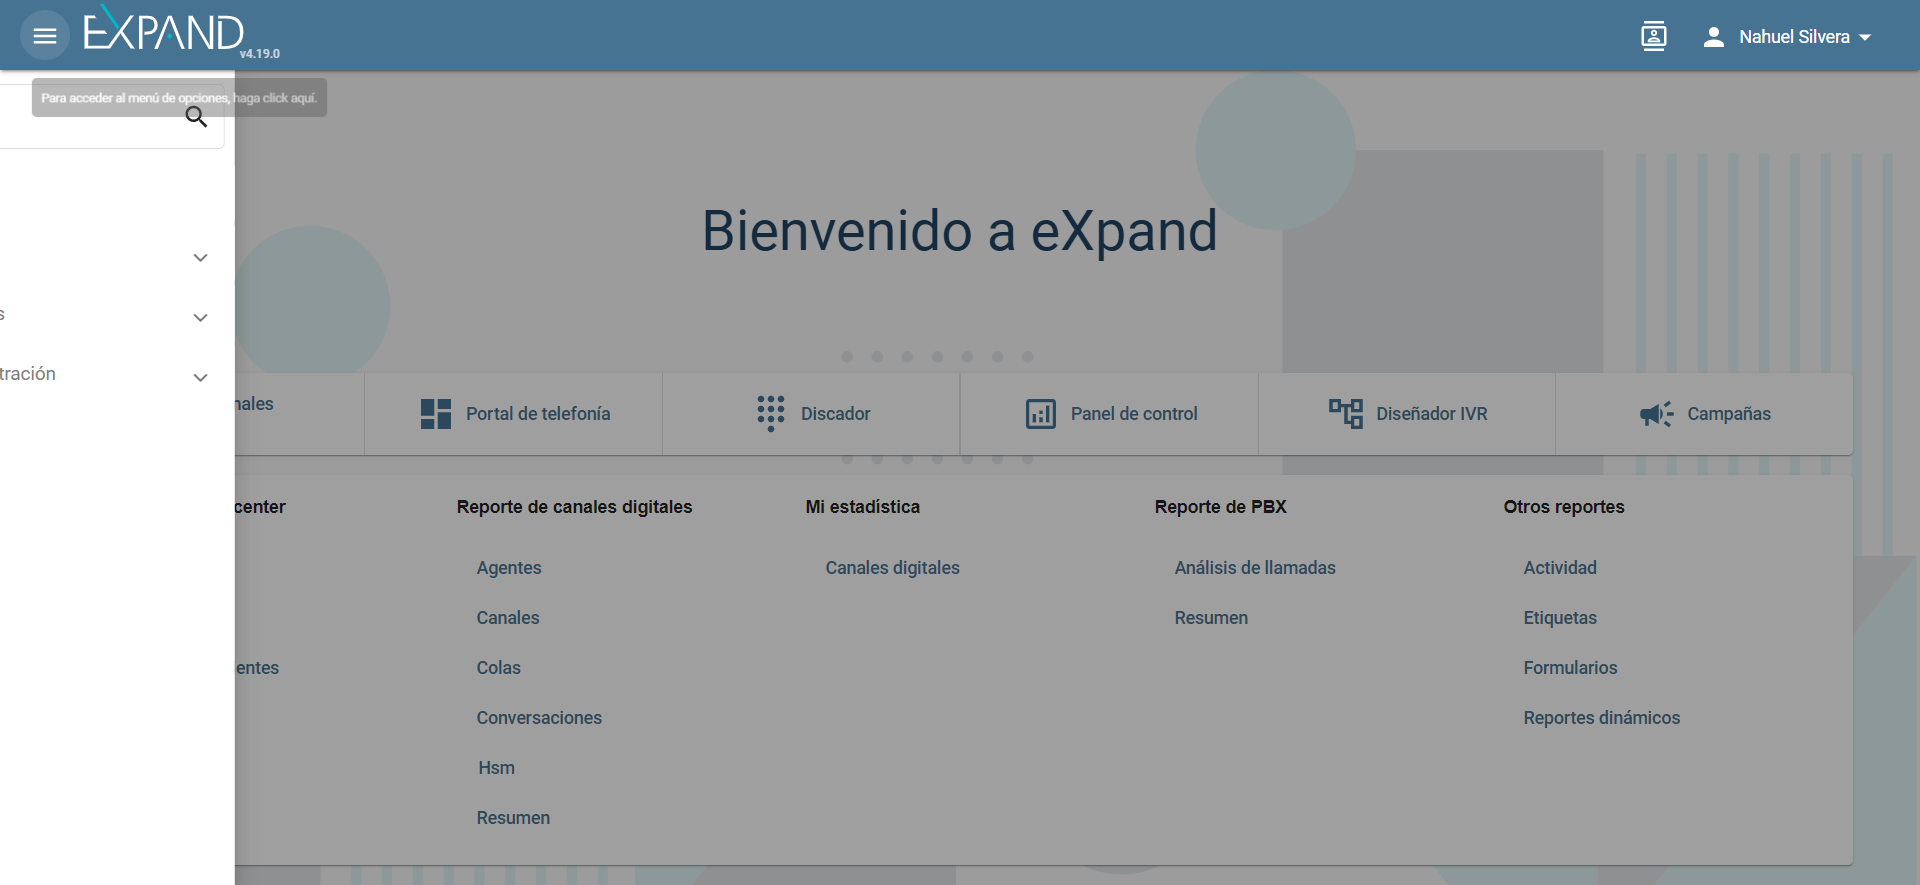 EXPAND
v4.19.0
Nahuel Silvera
Para acceder al menú de opciones, haga click aquí.
Bienvenido a eXpand
s
tración
nales
Portal de telefonía
Discador
Panel de control
Diseñador IVR
Campañas
center
entes
Reporte de canales digitales
Agentes
Canales
Colas
Conversaciones
Hsm
Resumen
Mi estadística
Canales digitales
Reporte de PBX
Análisis de llamadas
Resumen
Otros reportes
Actividad
Etiquetas
Formularios
Reportes dinámicos